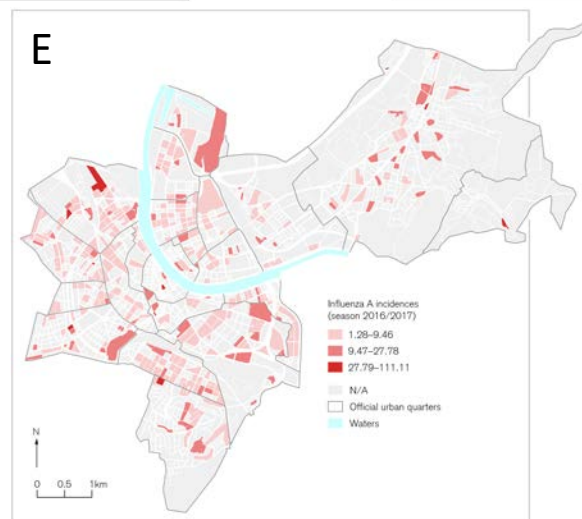 E
Influenza A incidences
(season 2016/2017)
1.28–9.46
9.47–27.78
27.79–111.11
N/A
Official urban quarters
Waters
N
0 0.5 1km